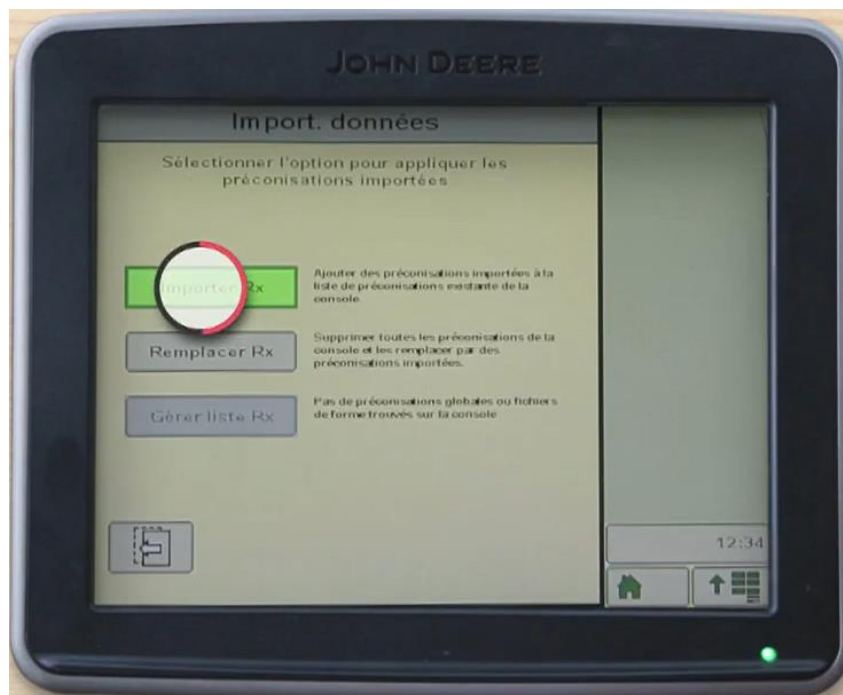 JOHN DEERE
Import. données
Sélectionner l'option pour appliquer les
préconisations importées
Importer Rx
Ajouter des préconisations importées à la
liste de préconisations existante de la
console.
Remplacer Rx
Supprimer toutes les préconisations de la
console et les remplacer par des
préconisations importées.
Gérer liste Rx
Pas de préconisations globales ou fichiers
de forme trouvés sur la console
12:34